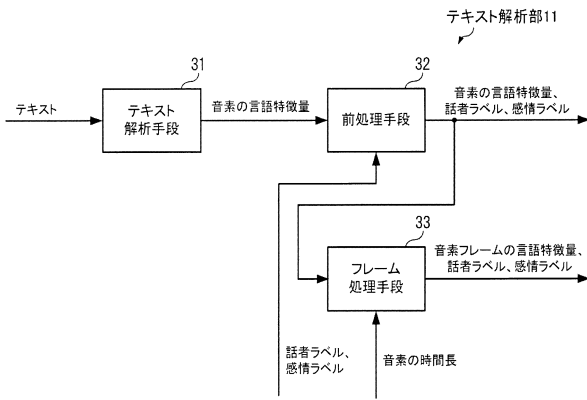 テキスト解析部11
31
32
テキスト
テキスト
解析手段
音素の言語特徴量
前処理手段
音素の言語特徴量、
話者ラベル、感情ラベル
33
フレーム
処理手段
音素フレームの言語特徴量、
話者ラベル、感情ラベル
話者ラベル、
感情ラベル
音素の時間長